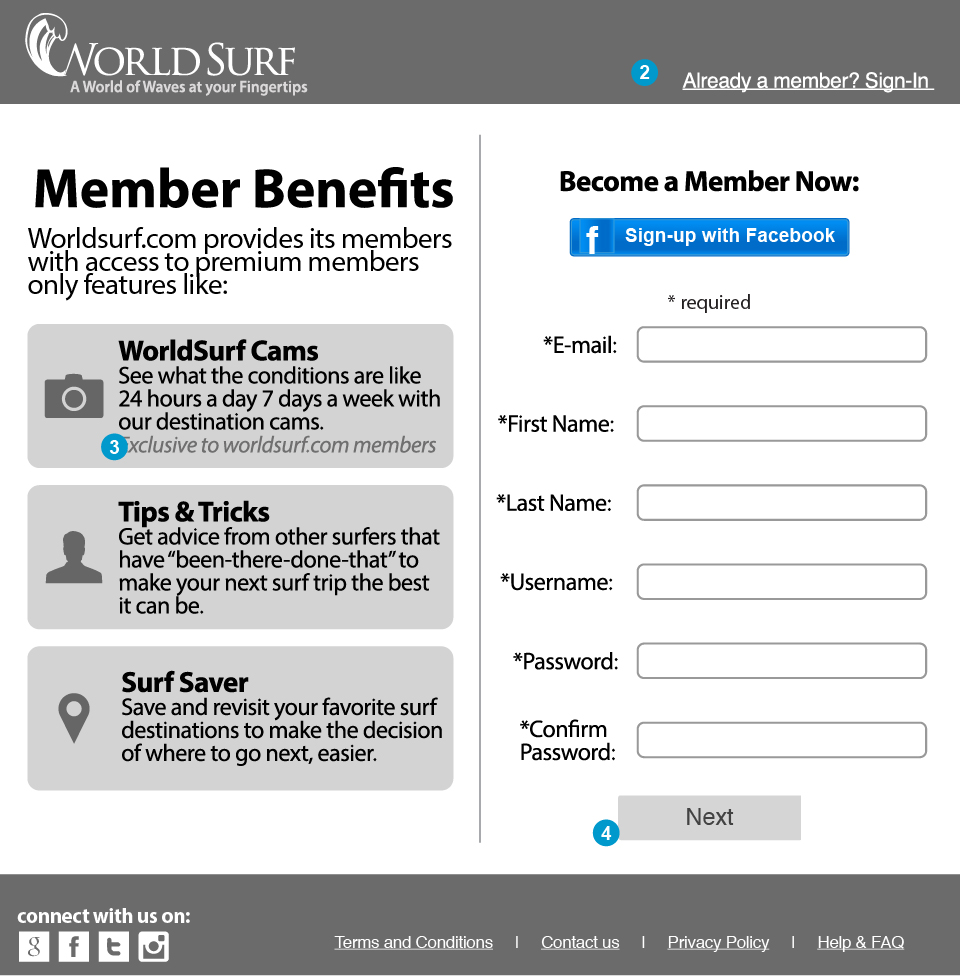 WORLD SURF
A World of Waves at your Fingertips
2
Already a member? Sign-In
Member Benefits
Worldsurf.com provides its members
with access to premium members
only features like:
WorldSurf Cams
See what the conditions are like
24 hours a day 7 days a week with
our destination cams.
3 Exclusive to worldsurf.com members
Tips & Tricks
Get advice from other surfers that
have “been-there-done-that” to
make your next surf trip the best
it can be.
Surf Saver
Save and revisit your favorite surf
destinations to make the decision
of where to go next, easier.
Become a Member Now:
f Sign-up with Facebook
* required
*E-mail:
*First Name:
*Last Name:
*Username:
*Password:
*Confirm
Password:
4 Next
connect with us on:
g f t
Terms and Conditions | Contact us | Privacy Policy | Help & FAQ